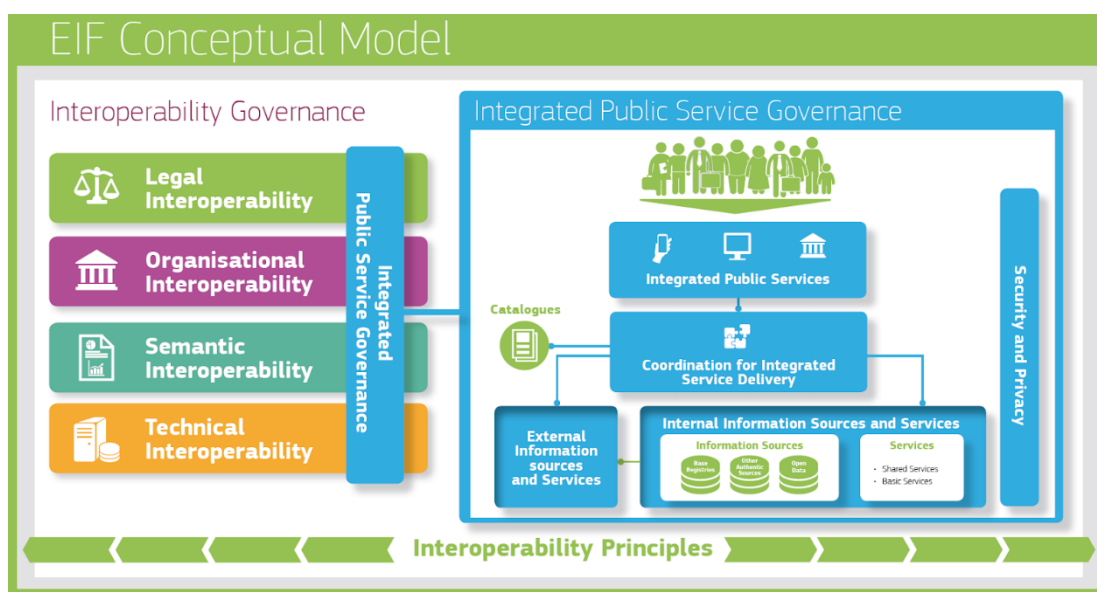 EIF Conceptual Model
Interoperability Governance
Legal
Interoperability
Organisational
Interoperability
Semantic
Interoperability
Technical
Interoperability
Integrated
Public Service Governance
Integrated Public Service Governance
Integrated Public Services
Catalogues
Coordination for Integrated
Service Delivery
External
Information
sources
and Services
Internal Information Sources and Services
Information Sources
Base
Registries
Other
Authentic
Sources
Open
Data
Services
• Shared Services
• Basic Services
Security and Privacy
Interoperability Principles